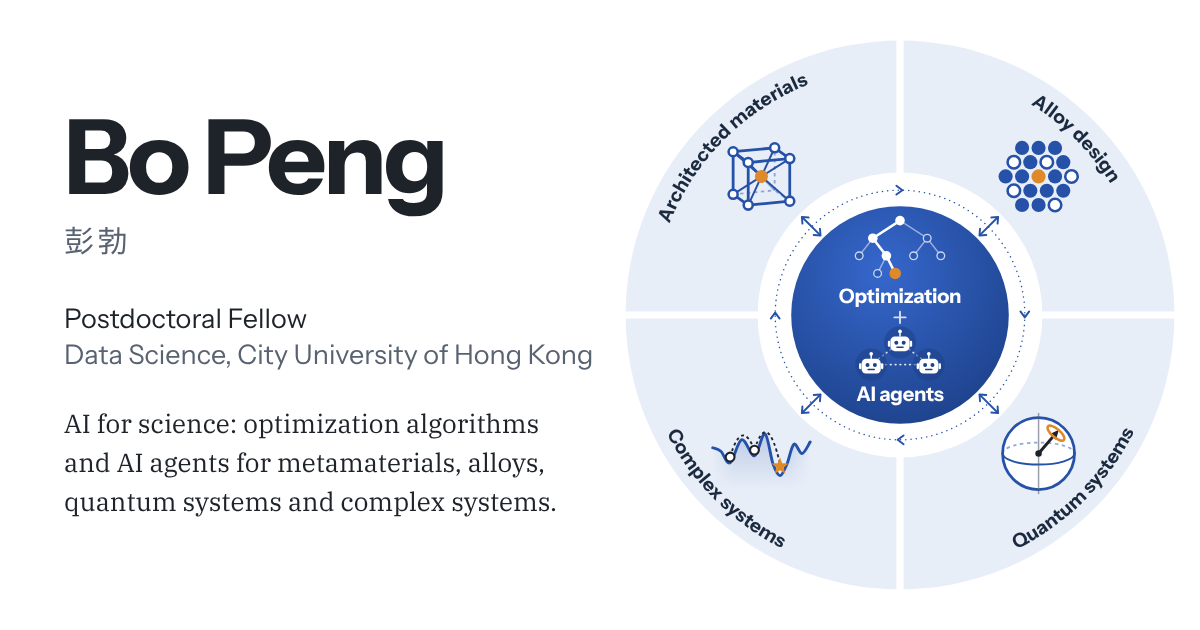 Bo Peng
彭勃
Postdoctoral Fellow
Data Science, City University of Hong Kong
AI for science: optimization algorithms
and AI agents for metamaterials, alloys,
quantum systems and complex systems.
Architected materials
Alloy design
Optimization
+
AI agents
Complex systems
Quantum systems